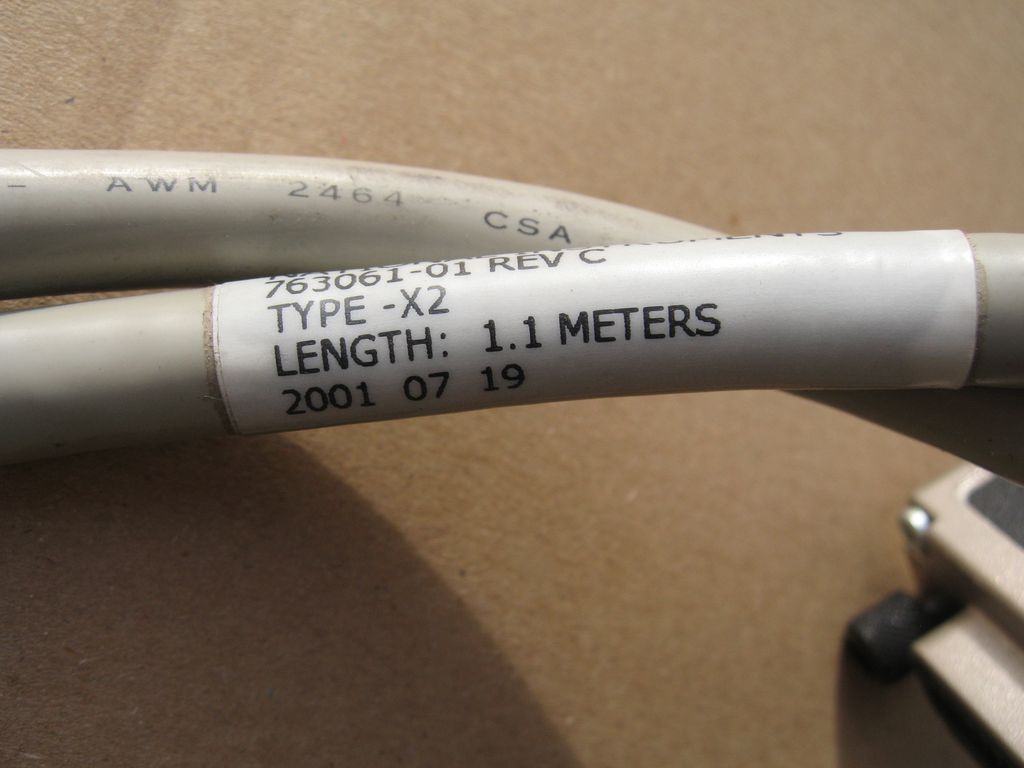 - AWM 2464 CSA
763061-01 REV C
TYPE -X2
LENGTH: 1.1 METERS
2001 07 19